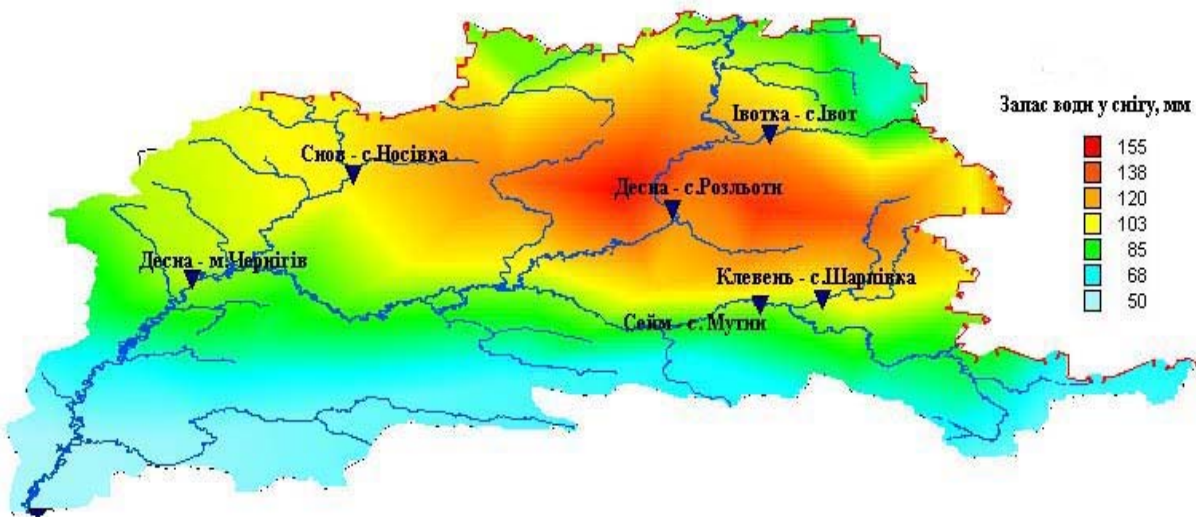 Запас води у снігу, мм
155
138
120
103
85
68
50
Івотка - с.Івот
Снов - с.Носівка
Десна - с.Розльоти
Десна - м.Чернігів
Клевень - с.Шарпівка
Сейм - с. Мутин